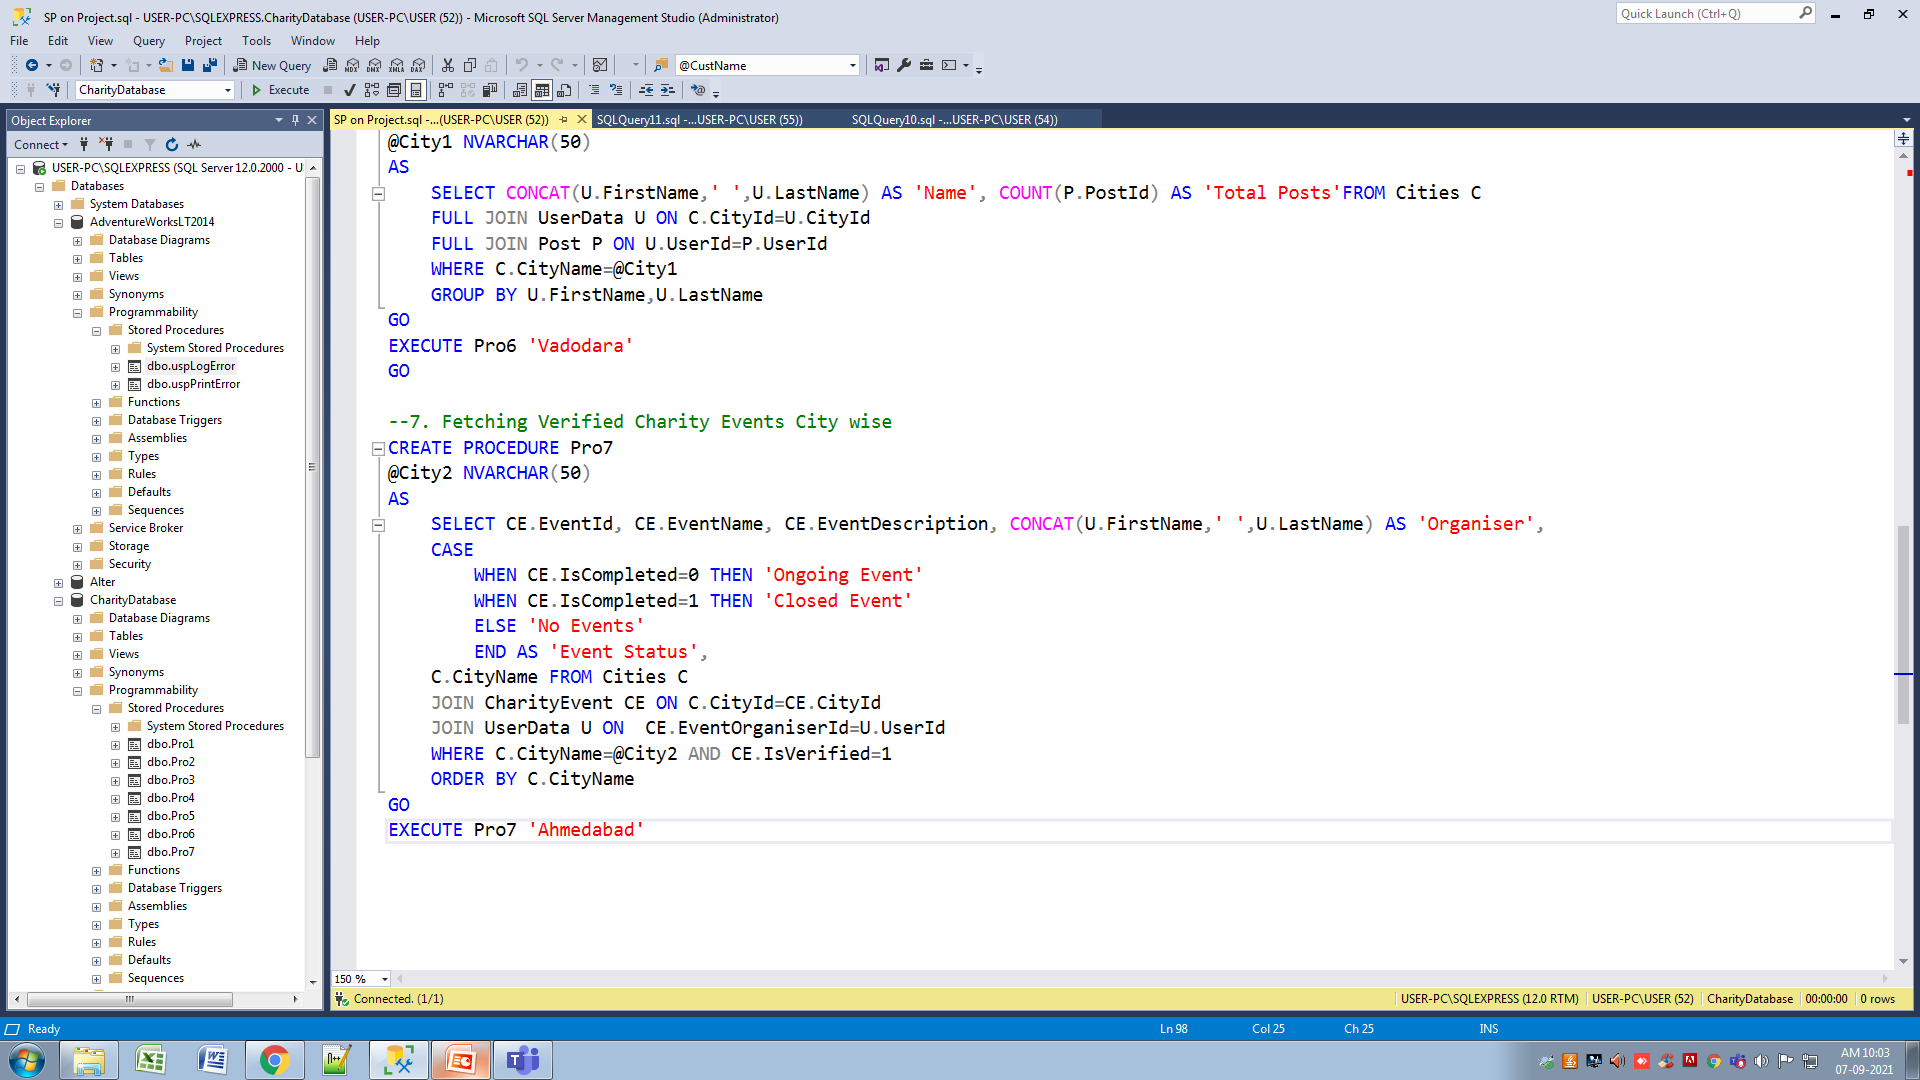 SP on Project.sql - USER-PC\SQLEXPRESS.CharityDatabase (USER-PC\USER (52)) - Microsoft SQL Server Management Studio (Administrator)
Quick Launch (Ctrl+Q)
File Edit View Query Project Tools Window Help
New Query
MDX DMX XMLA DAX
@CustName
CharityDatabase
Execute
Object Explorer
Connect
USER-PC\SQLEXPRESS (SQL Server 12.0.2000 - U
Databases
System Databases
AdventureWorksLT2014
Database Diagrams
Tables
Views
Synonyms
Programmability
Stored Procedures
System Stored Procedures
dbo.uspLogError
dbo.uspPrintError
Functions
Database Triggers
Assemblies
Types
Rules
Defaults
Sequences
Service Broker
Storage
Security
Alter
CharityDatabase
Database Diagrams
Tables
Views
Synonyms
Programmability
Stored Procedures
System Stored Procedures
dbo.Pro1
dbo.Pro2
dbo.Pro3
dbo.Pro4
dbo.Pro5
dbo.Pro6
dbo.Pro7
Functions
Database Triggers
Assemblies
Types
Rules
Defaults
Sequences
SP on Project.sql -...(USER-PC\USER (52)) SQLQuery11.sql -...USER-PC\USER (55)) SQLQuery10.sql -...USER-PC\USER (54))
@City1 NVARCHAR(50)
AS
SELECT CONCAT(U.FirstName,' ',U.LastName) AS 'Name', COUNT(P.PostId) AS 'Total Posts'FROM Cities C
FULL JOIN UserData U ON C.CityId=U.CityId
FULL JOIN Post P ON U.UserId=P.UserId
WHERE C.CityName=@City1
GROUP BY U.FirstName,U.LastName
GO
EXECUTE Pro6 'Vadodara'
GO
--7. Fetching Verified Charity Events City wise
CREATE PROCEDURE Pro7
@City2 NVARCHAR(50)
AS
SELECT CE.EventId, CE.EventName, CE.EventDescription, CONCAT(U.FirstName,' ',U.LastName) AS 'Organiser',
CASE
WHEN CE.IsCompleted=0 THEN 'Ongoing Event'
WHEN CE.IsCompleted=1 THEN 'Closed Event'
ELSE 'No Events'
END AS 'Event Status',
C.CityName FROM Cities C
JOIN CharityEvent CE ON C.CityId=CE.CityId
JOIN UserData U ON  CE.EventOrganiserId=U.UserId
WHERE C.CityName=@City2 AND CE.IsVerified=1
ORDER BY C.CityName
GO
EXECUTE Pro7 'Ahmedabad'
150 %
Connected. (1/1)
USER-PC\SQLEXPRESS (12.0 RTM) USER-PC\USER (52) CharityDatabase 00:00:00 0 rows
Ready
Ln 98 Col 25 Ch 25 INS
AM 10:03
07-09-2021